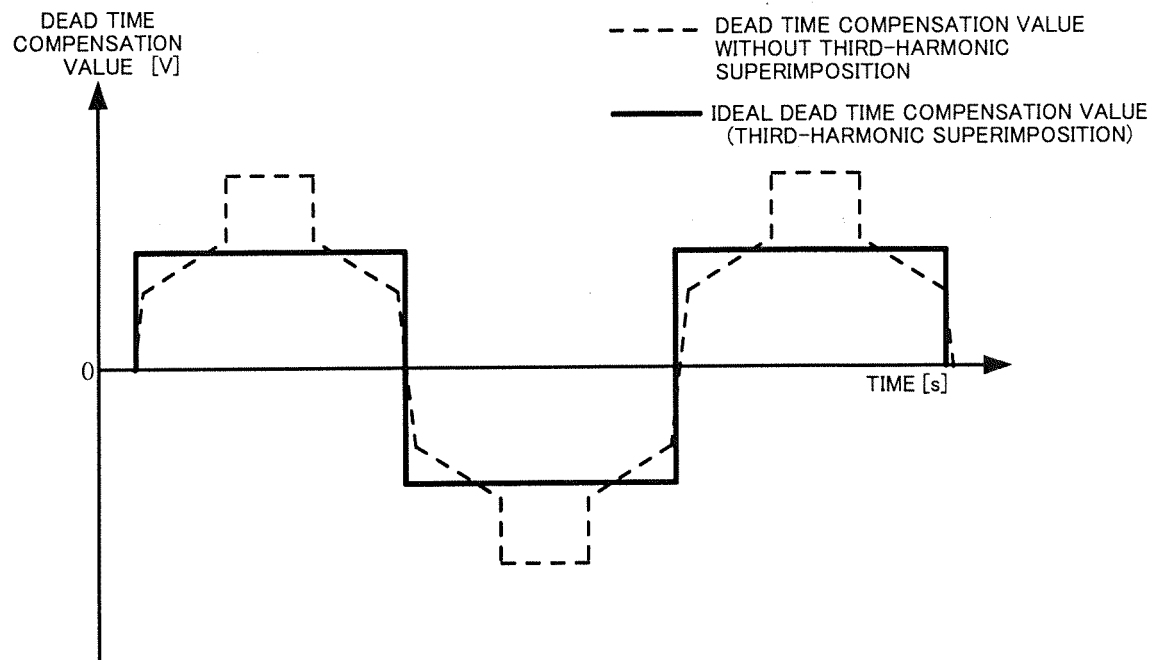 DEAD TIME
COMPENSATION
VALUE [V]
DEAD TIME COMPENSATION VALUE
WITHOUT THIRD-HARMONIC
SUPERIMPOSITION
IDEAL DEAD TIME COMPENSATION VALUE
(THIRD-HARMONIC SUPERIMPOSITION)
0
TIME [s]